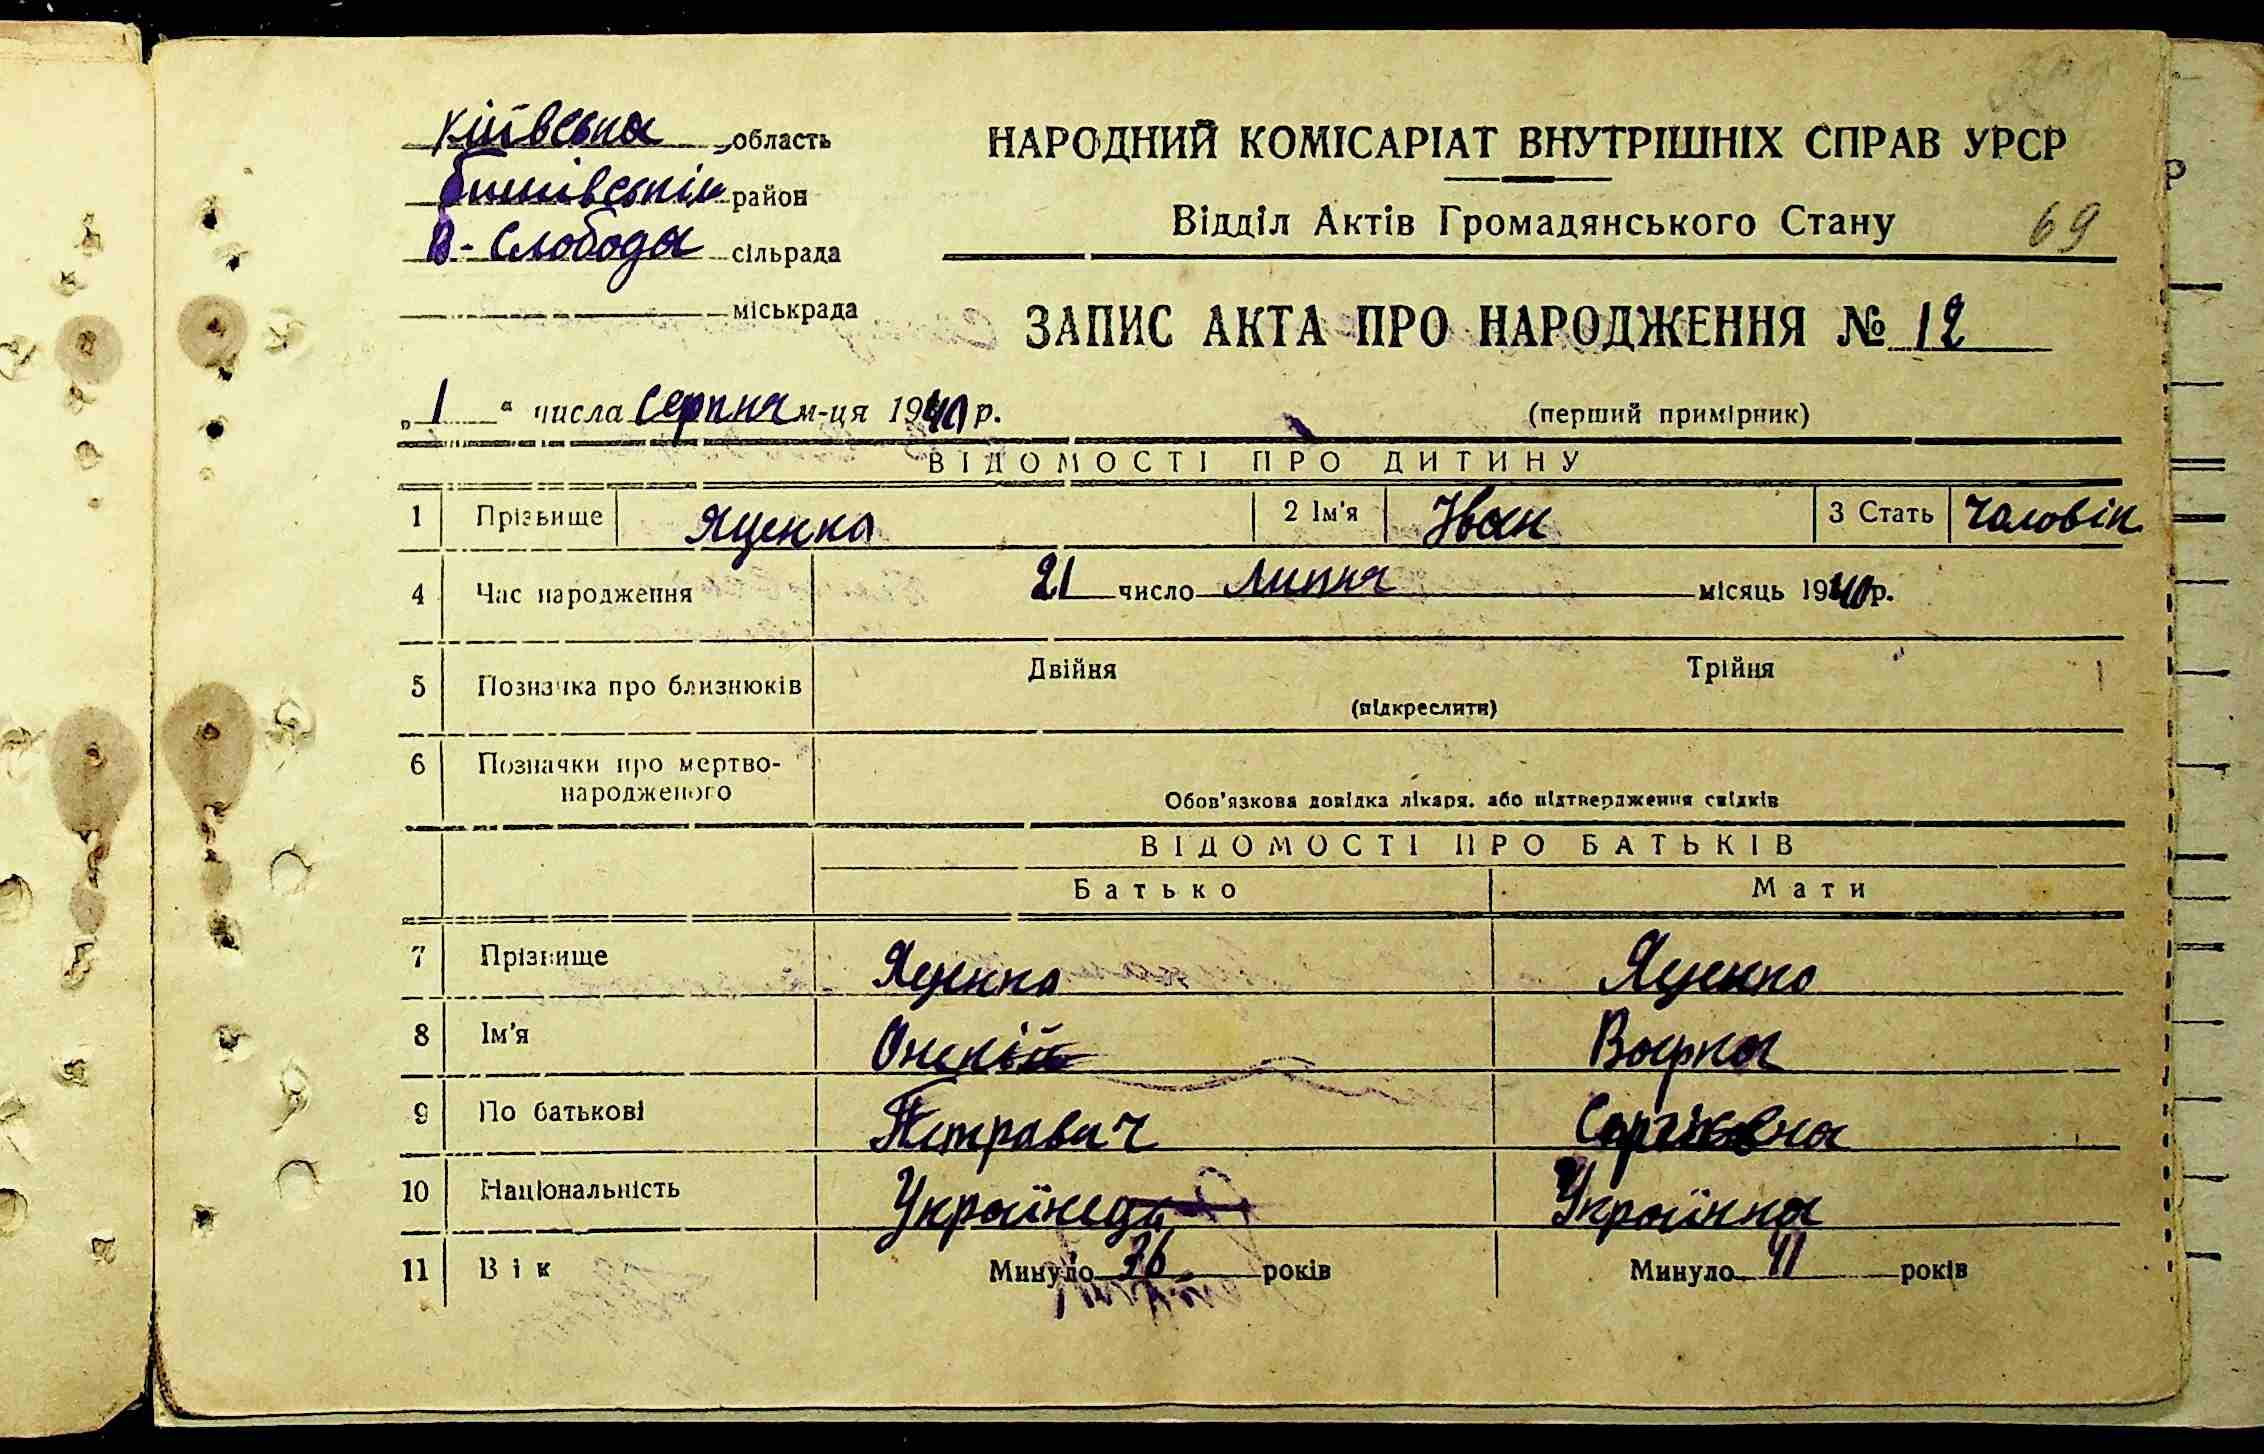 Київська область
Бишівський район
В-Слобода сільрада
міськрада
НАРОДНИЙ КОМІСАРІАТ ВНУТРІШНІХ СПРАВ УРСР
Відділ Актів Громадянського Стану
69
ЗАПИС АКТА ПРО НАРОДЖЕННЯ № 12
„1“ числа серпня м-ця 1940 р.
(перший примірник)
ВІДОМОСТІ ПРО ДИТИНУ
1 Прізвище Яценко 2 Ім'я Іван 3 Стать чоловік
4 Час народження 21 число липня місяць 1940 р.
5 Позначка про близнюків Двійня Трійня
(підкреслити)
6 Позначки про мертво-
народженого
Обов'язкова довідка лікаря, або підтвердження свідків
ВІДОМОСТІ ПРО БАТЬКІВ
Батько Мати
7 Прізвище Яценко Яценко
8 Ім'я Варка
9 По батькові Петрович
10 Національність Українець Українка
11 Вік Минуло 36 років Минуло 41 років